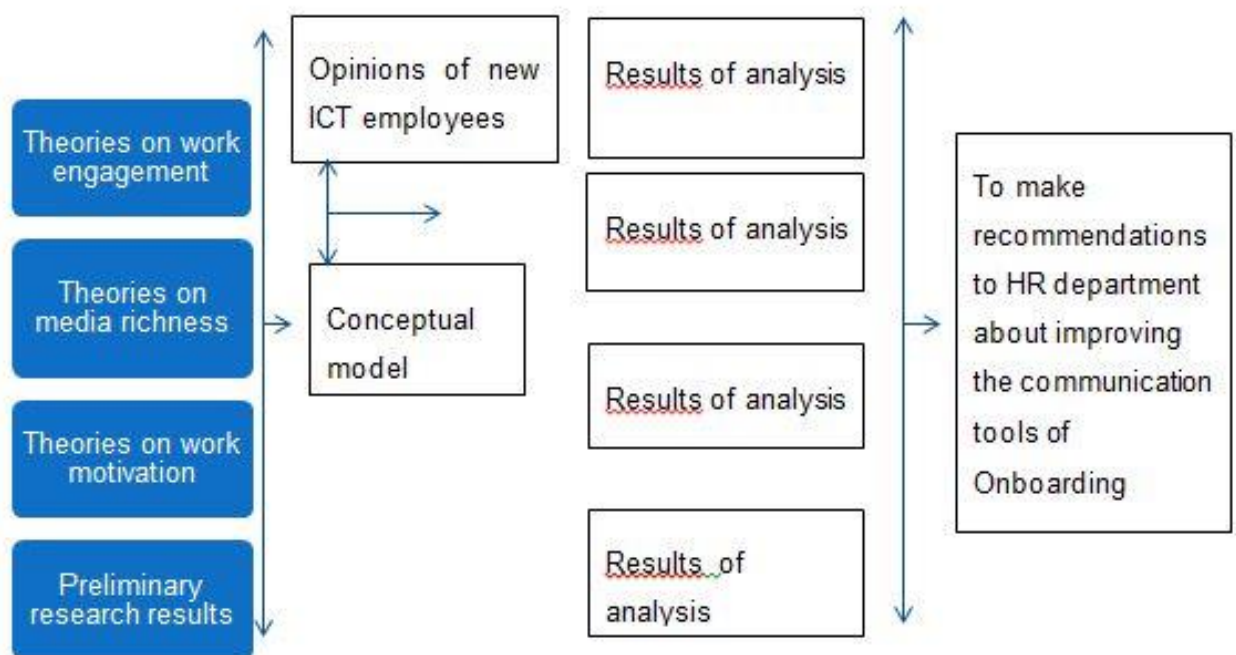 Theories on work
engagement
Theories on
media richness
Theories on work
motivation
Preliminary
research results
Opinions of new
ICT employees
Conceptual
model
Results of analysis
Results of analysis
Results of analysis
Results of
analysis
To make
recommendations
to HR department
about improving
the communication
tools of
Onboarding